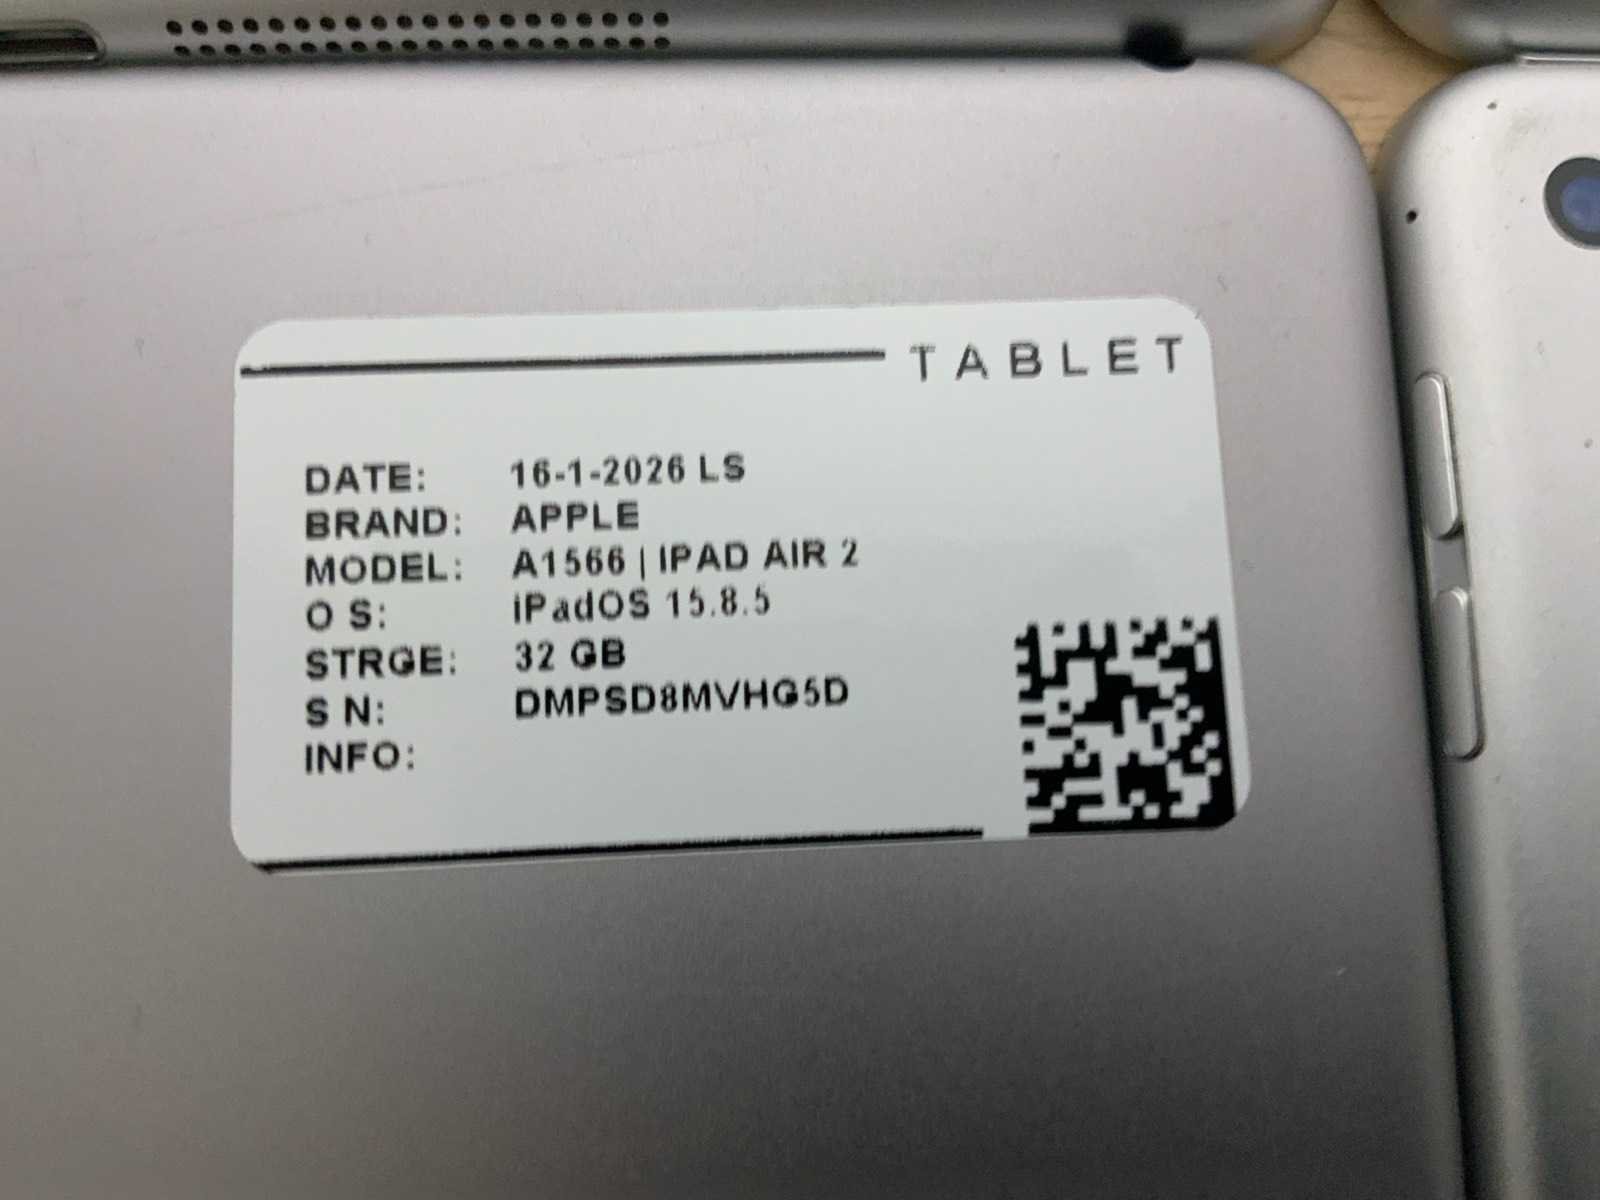 TABLET
DATE: 16-1-2026 LS
BRAND: APPLE
MODEL: A1566 | IPAD AIR 2
O S: iPadOS 15.8.5
STRGE: 32 GB
S N: DMPSD8MVHG5D
INFO: